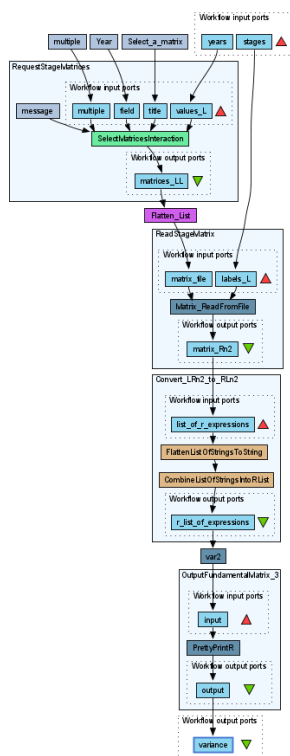 Workflow input ports
multiple
Year
Select_a_matrix
years
stages
RequestStageMatrices
Workflow input ports
message
multiple
field
title
values_L
SelectMatricesInteraction
Workflow output ports
matrices_LL
Flatten_List
ReadStageMatrix
Workflow input ports
matrix_file
labels_L
Matrix_ReadFromFile
Workflow output ports
matrix_Rn2
Convert_LRn2_to_RLn2
Workflow input ports
list_of_r_expressions
FlattenListOfStringsToString
CombineListOfStringsIntoRList
Workflow output ports
r_list_of_expressions
var2
OutputFundamentalMatrix_3
Workflow input ports
input
PrettyPrintR
Workflow output ports
output
Workflow output ports
variance